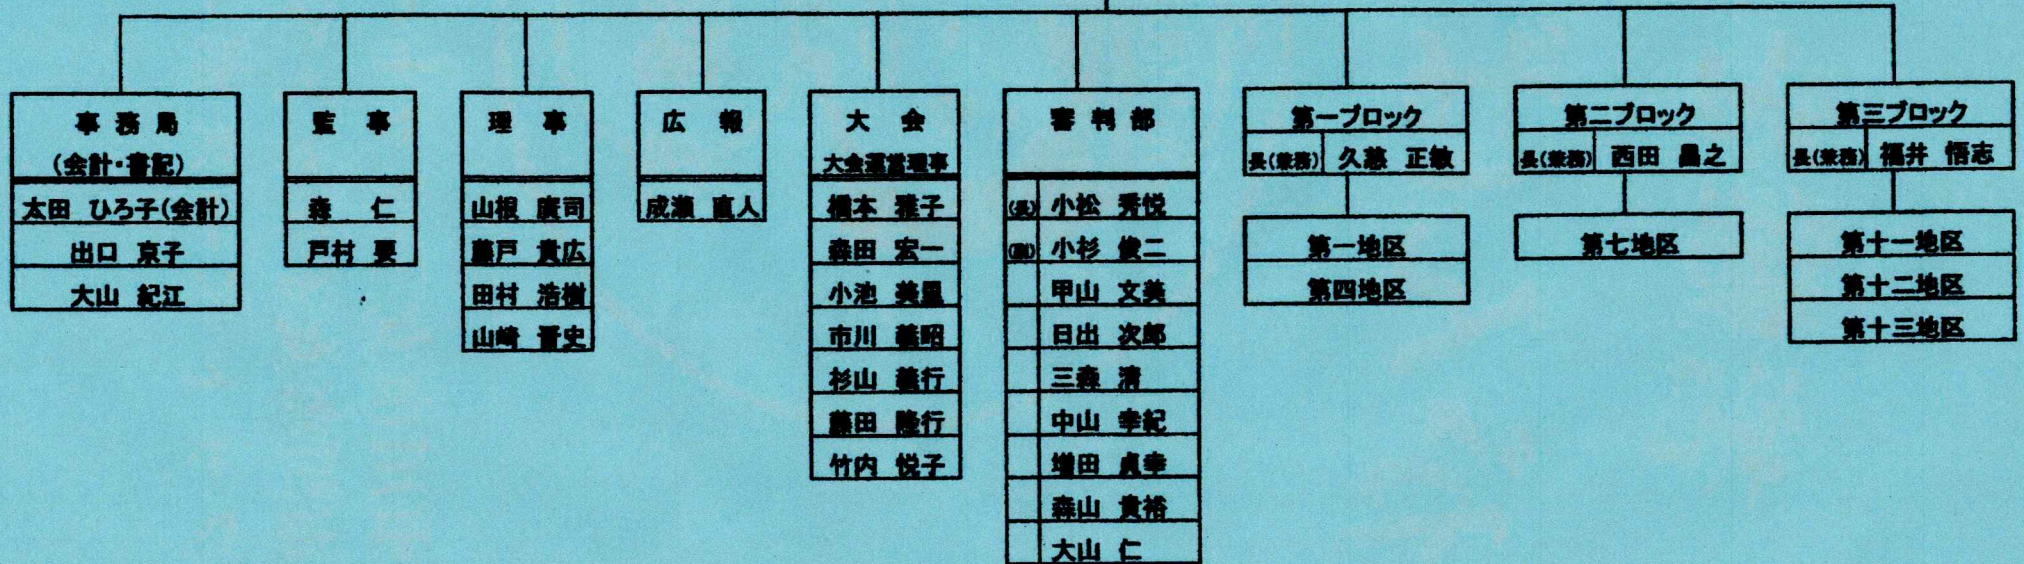 事務局
(会計・書記)
太田 ひろ子(会計)
出口 京子
大山 紀江
監 事
森 仁
戸村 要
理 事
山根 廣司
藤戸 貴広
田村 浩樹
山崎 晋史
広 報
成瀬 直人
大 会
大会運営理事
橋本 雅子
森田 宏一
小池 美里
市川 義昭
杉山 義行
藤田 隆行
竹内 悦子
審判部
(長) 小松 秀悦
(副) 小杉 俊二
甲山 文美
日出 次郎
三森 清
中山 幸紀
増田 貞幸
森山 貴裕
大山 仁
第一ブロック
長(兼務) 久慈 正敏
第一地区
第四地区
第二ブロック
長(兼務) 西田 昌之
第七地区
第三ブロック
長(兼務) 福井 悟志
第十一地区
第十二地区
第十三地区